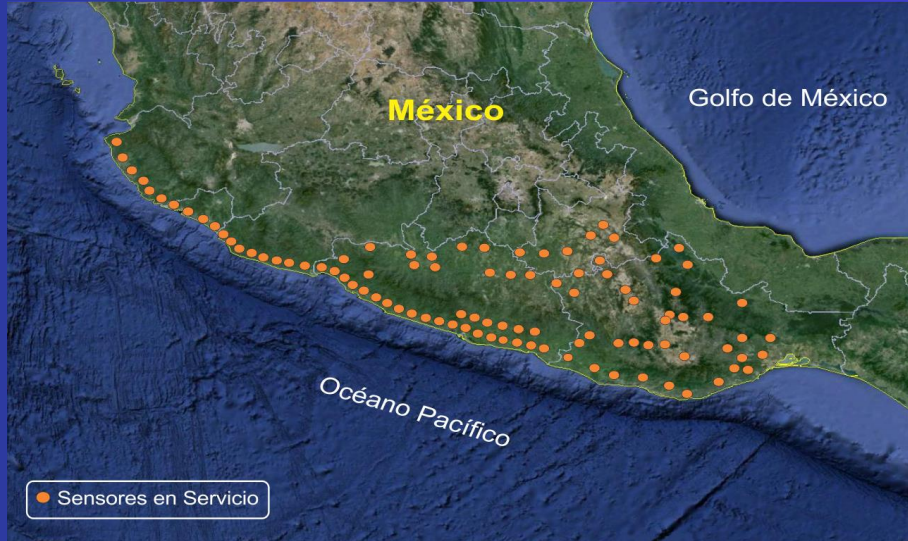 México
Golfo de México
Océano Pacífico
Sensores en Servicio